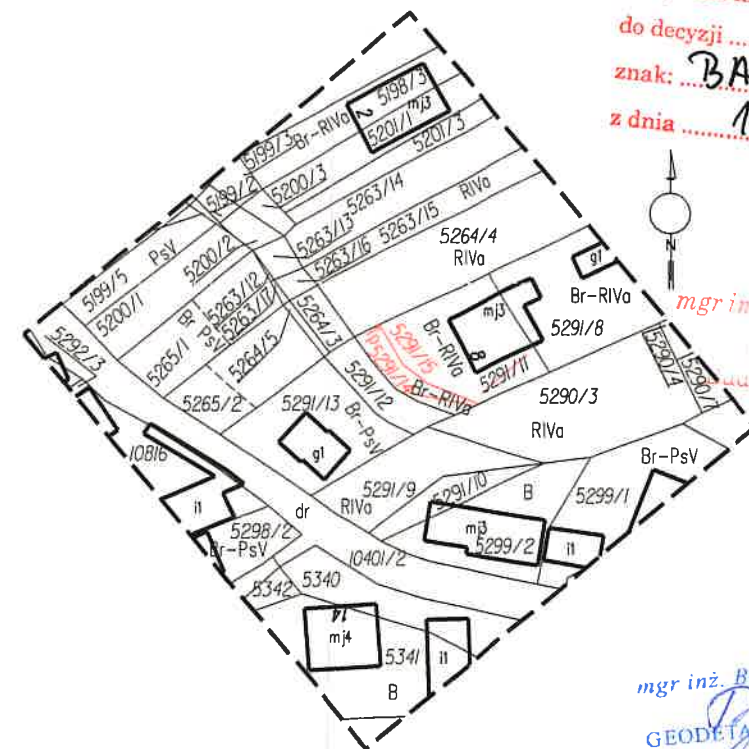 do decyzji ....
znak: BA
z dnia ......... 1
N
mgr in
mgr inż. B
GEODETA
5198/3
mj3
2
5201/1
5201/3
5199/3
Br-RIVa
5199/2
5200/3
5263/14
RIVa
5263/13
5263/15
5263/16
5264/4
RIVa
5199/5
PsV
5200/2
5200/1
5263/12
5263/17
Br-PsV
5265/1
5264/5
5264/3
5292/3
5265/2
g1
Br-RIVa
mj3
8
5291/8
Br-RIVa
5291/15
5291/14
Br-RIVa
5291/11
5291/12
5290/3
RIVa
5290/4
5290/7
5291/13
Br-PsV
g1
10816
i1
dr
RIVa
5291/9
5291/10
B
Br-PsV
5299/1
5298/2
Br-PsV
mj3
5299/2
i1
10401/2
5342
5340
14
mj4
5341
i1
B